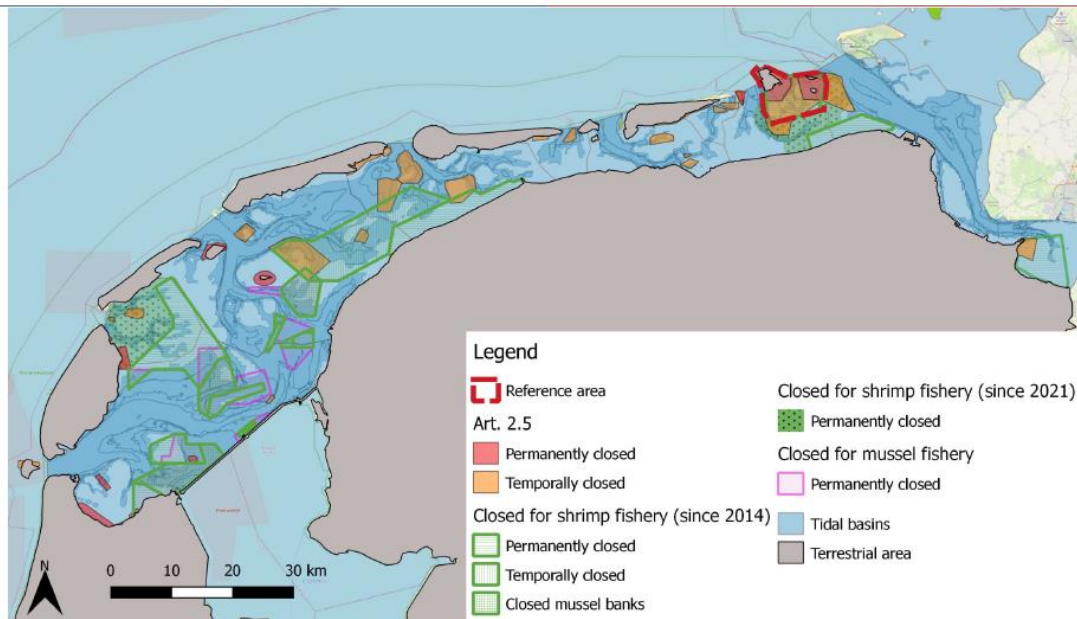 Legend
Reference area
Art. 2.5
Permanently closed
Temporally closed
Closed for shrimp fishery (since 2014)
Permanently closed
Temporally closed
Closed mussel banks
Closed for shrimp fishery (since 2021)
Permanently closed
Closed for mussel fishery
Permanently closed
Tidal basins
Terrestrial area
N
0 10 20 30 km